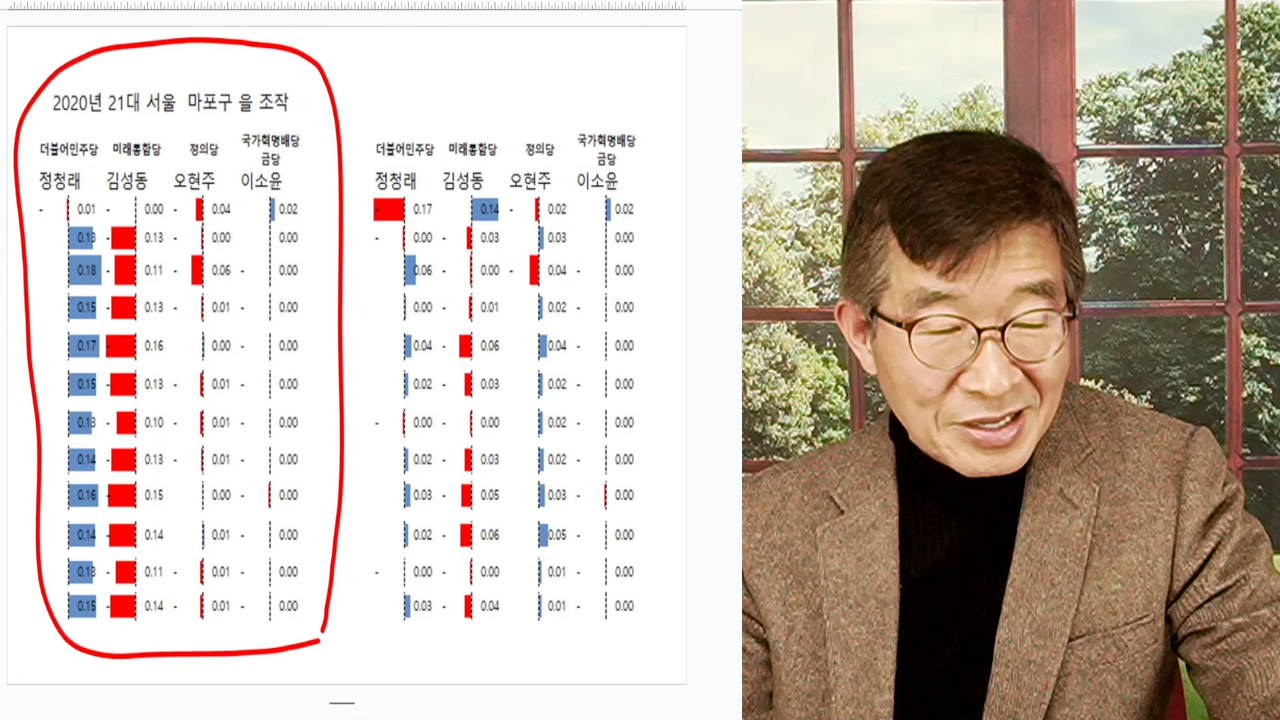 2020년 21대 서울 마포구 을 조작
더불어민주당 미래통합당 정의당 국가혁명배당금당
정청래 김성동 오현주 이소윤
- 0.01 0.00 - 0.04 0.02
0.13 - 0.13 - 0.00 0.00
0.18 - 0.11 - 0.06 - 0.00
0.15 - 0.13 - 0.01 - 0.00
0.17 - 0.16 0.00 - 0.00
0.15 - 0.13 - 0.01 - 0.00
0.13 - 0.10 - 0.01 - 0.00
0.14 - 0.13 - 0.01 - 0.00
0.16 - 0.15 0.00 - 0.00
0.14 - 0.14 0.01 - 0.00
0.13 - 0.11 - 0.01 - 0.00
0.15 - 0.14 - 0.01 - 0.00
더불어민주당 미래통합당 정의당 국가혁명배당금당
정청래 김성동 오현주 이소윤
- 0.17 0.14 - 0.02 0.02
- 0.00 - 0.03 0.03 0.00
0.06 - 0.00 - 0.04 - 0.00
0.00 - 0.01 0.02 - 0.00
0.04 - 0.06 0.04 - 0.00
0.02 - 0.03 0.02 - 0.00
- 0.00 - 0.00 0.02 - 0.00
0.02 - 0.03 0.02 - 0.00
0.03 - 0.05 0.03 - 0.00
0.02 - 0.06 0.05 - 0.00
- 0.00 - 0.00 0.01 - 0.00
0.03 - 0.04 0.01 - 0.00